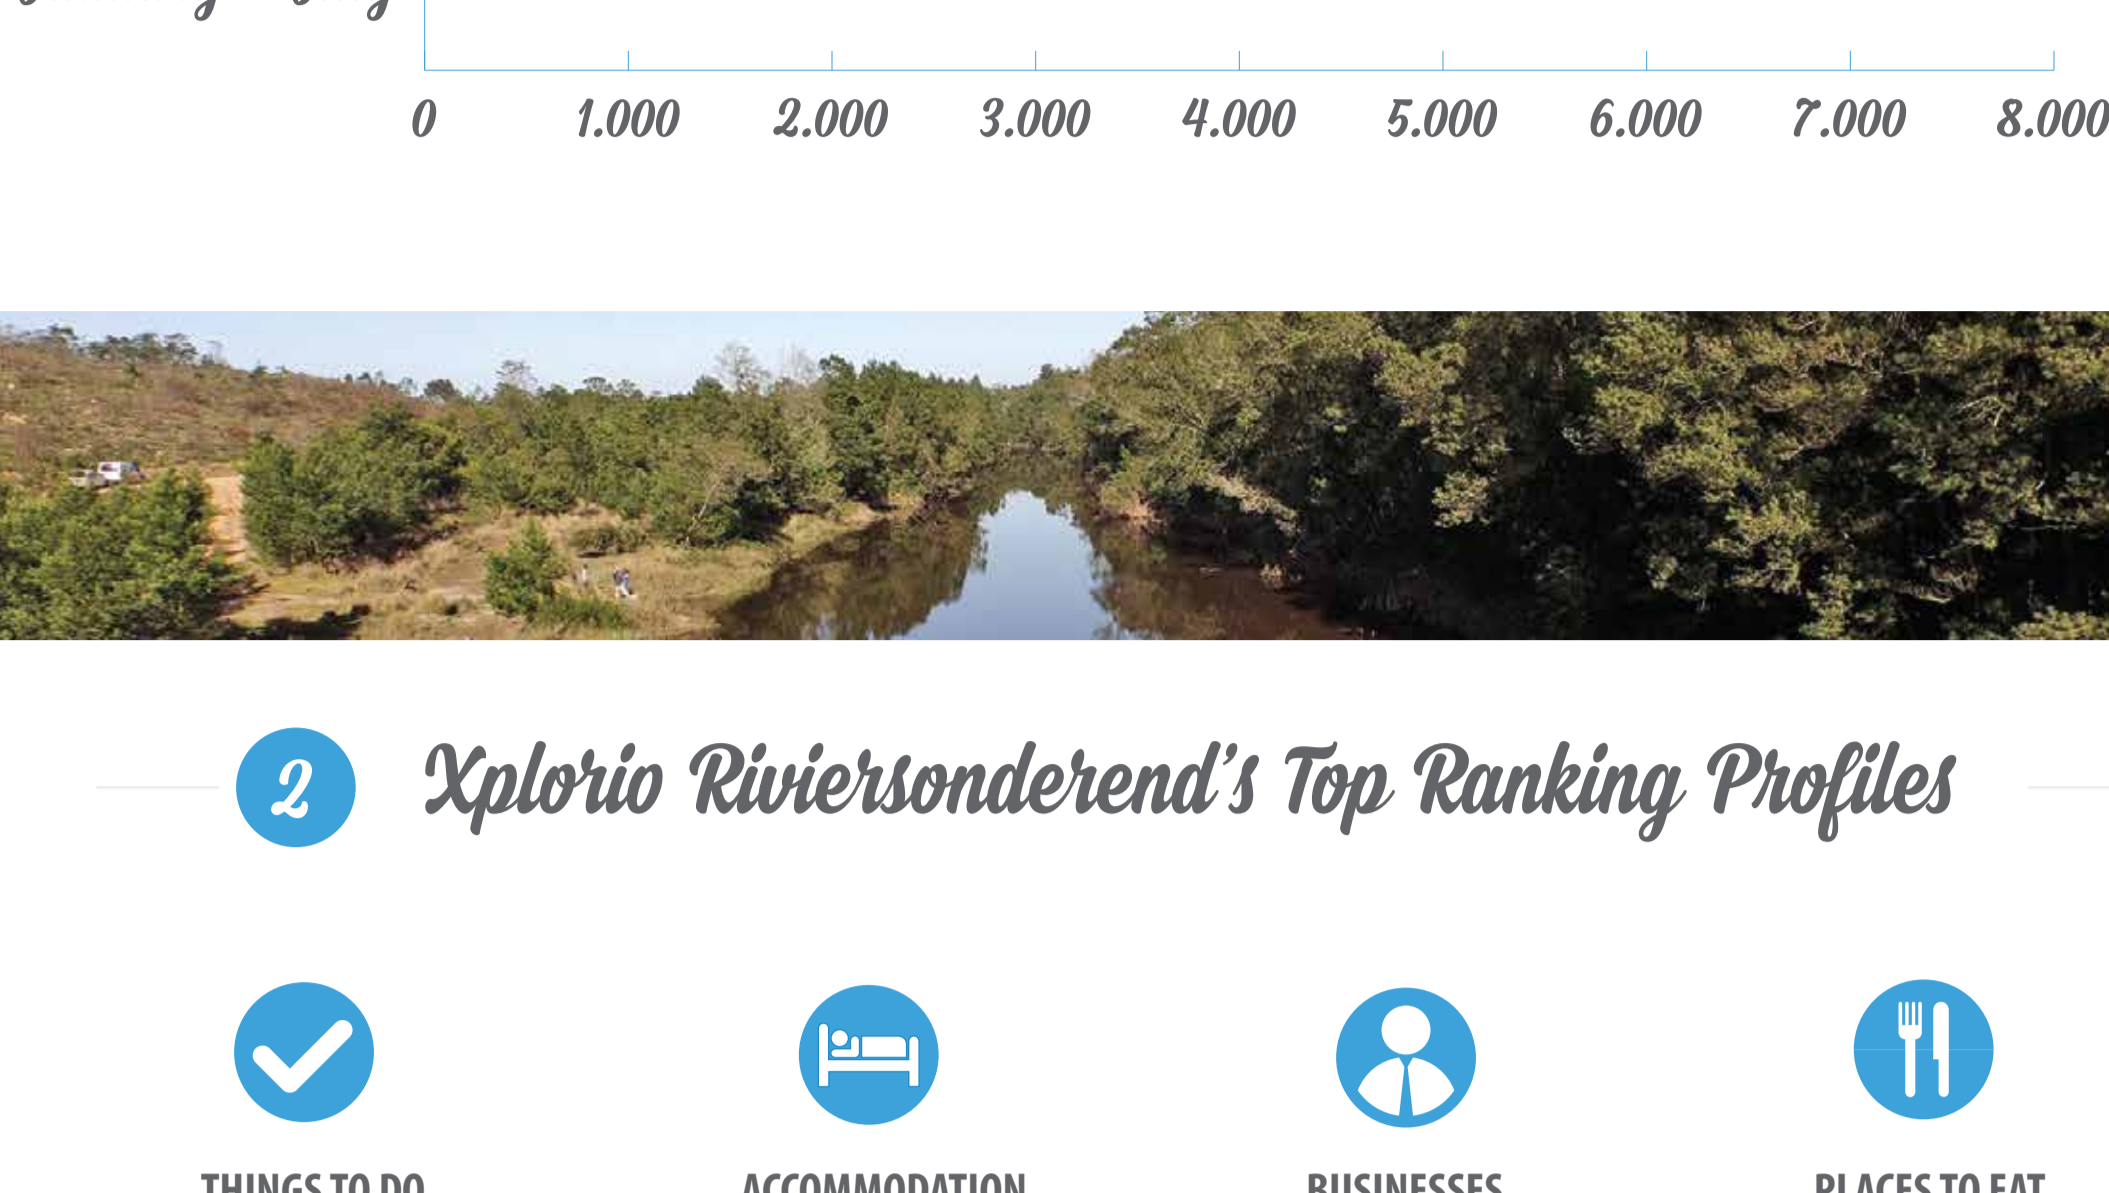 0 1.000 2.000 3.000 4.000 5.000 6.000 7.000 8.000
2 Xplorio Riviersonderend's Top Ranking Profiles
THINGS TO DO ACCOMMODATION BUSINESSES PLACES TO EAT